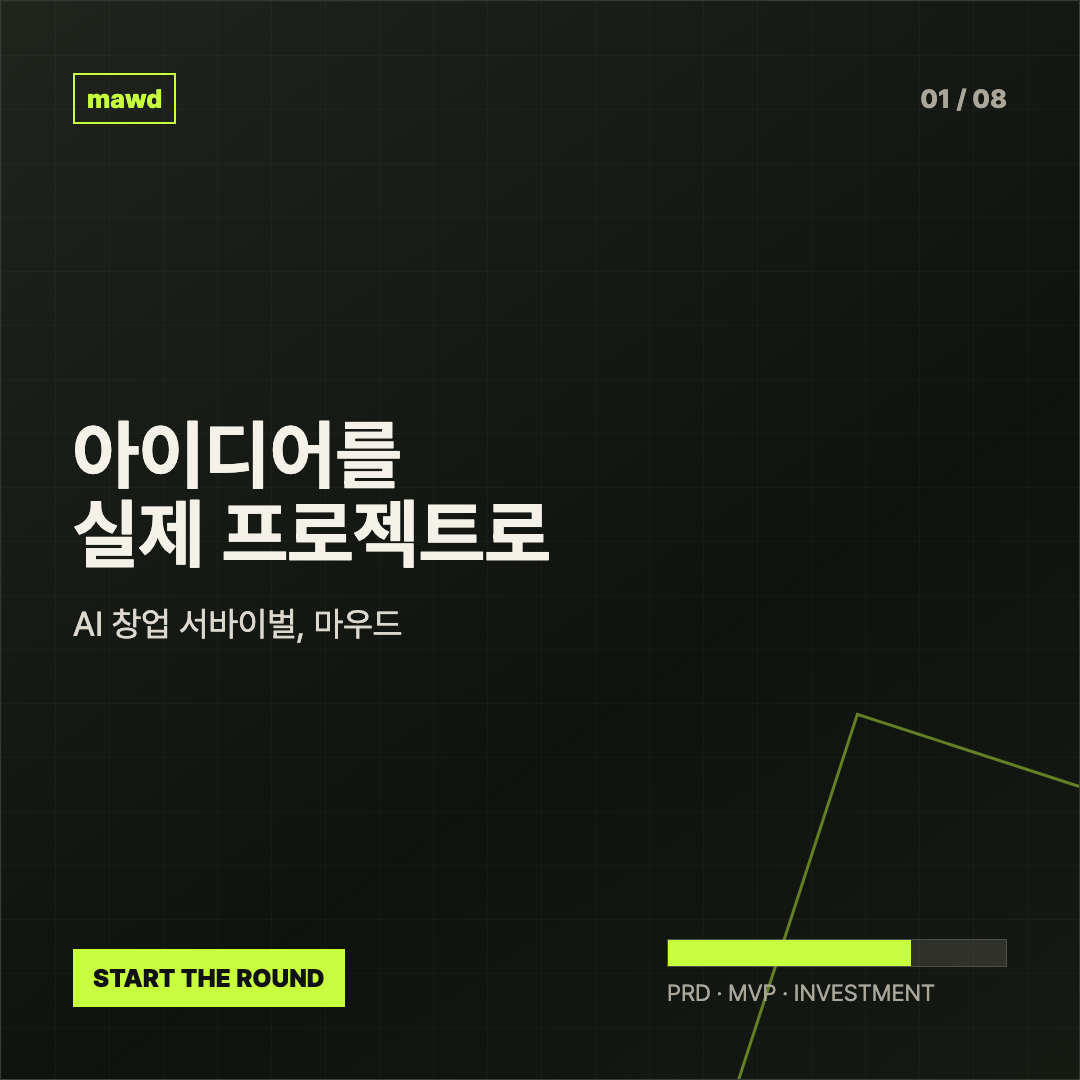 mawd
01 / 08
아이디어를
실제 프로젝트로
AI 창업 서바이벌, 마우드
START THE ROUND
PRD · MVP · INVESTMENT